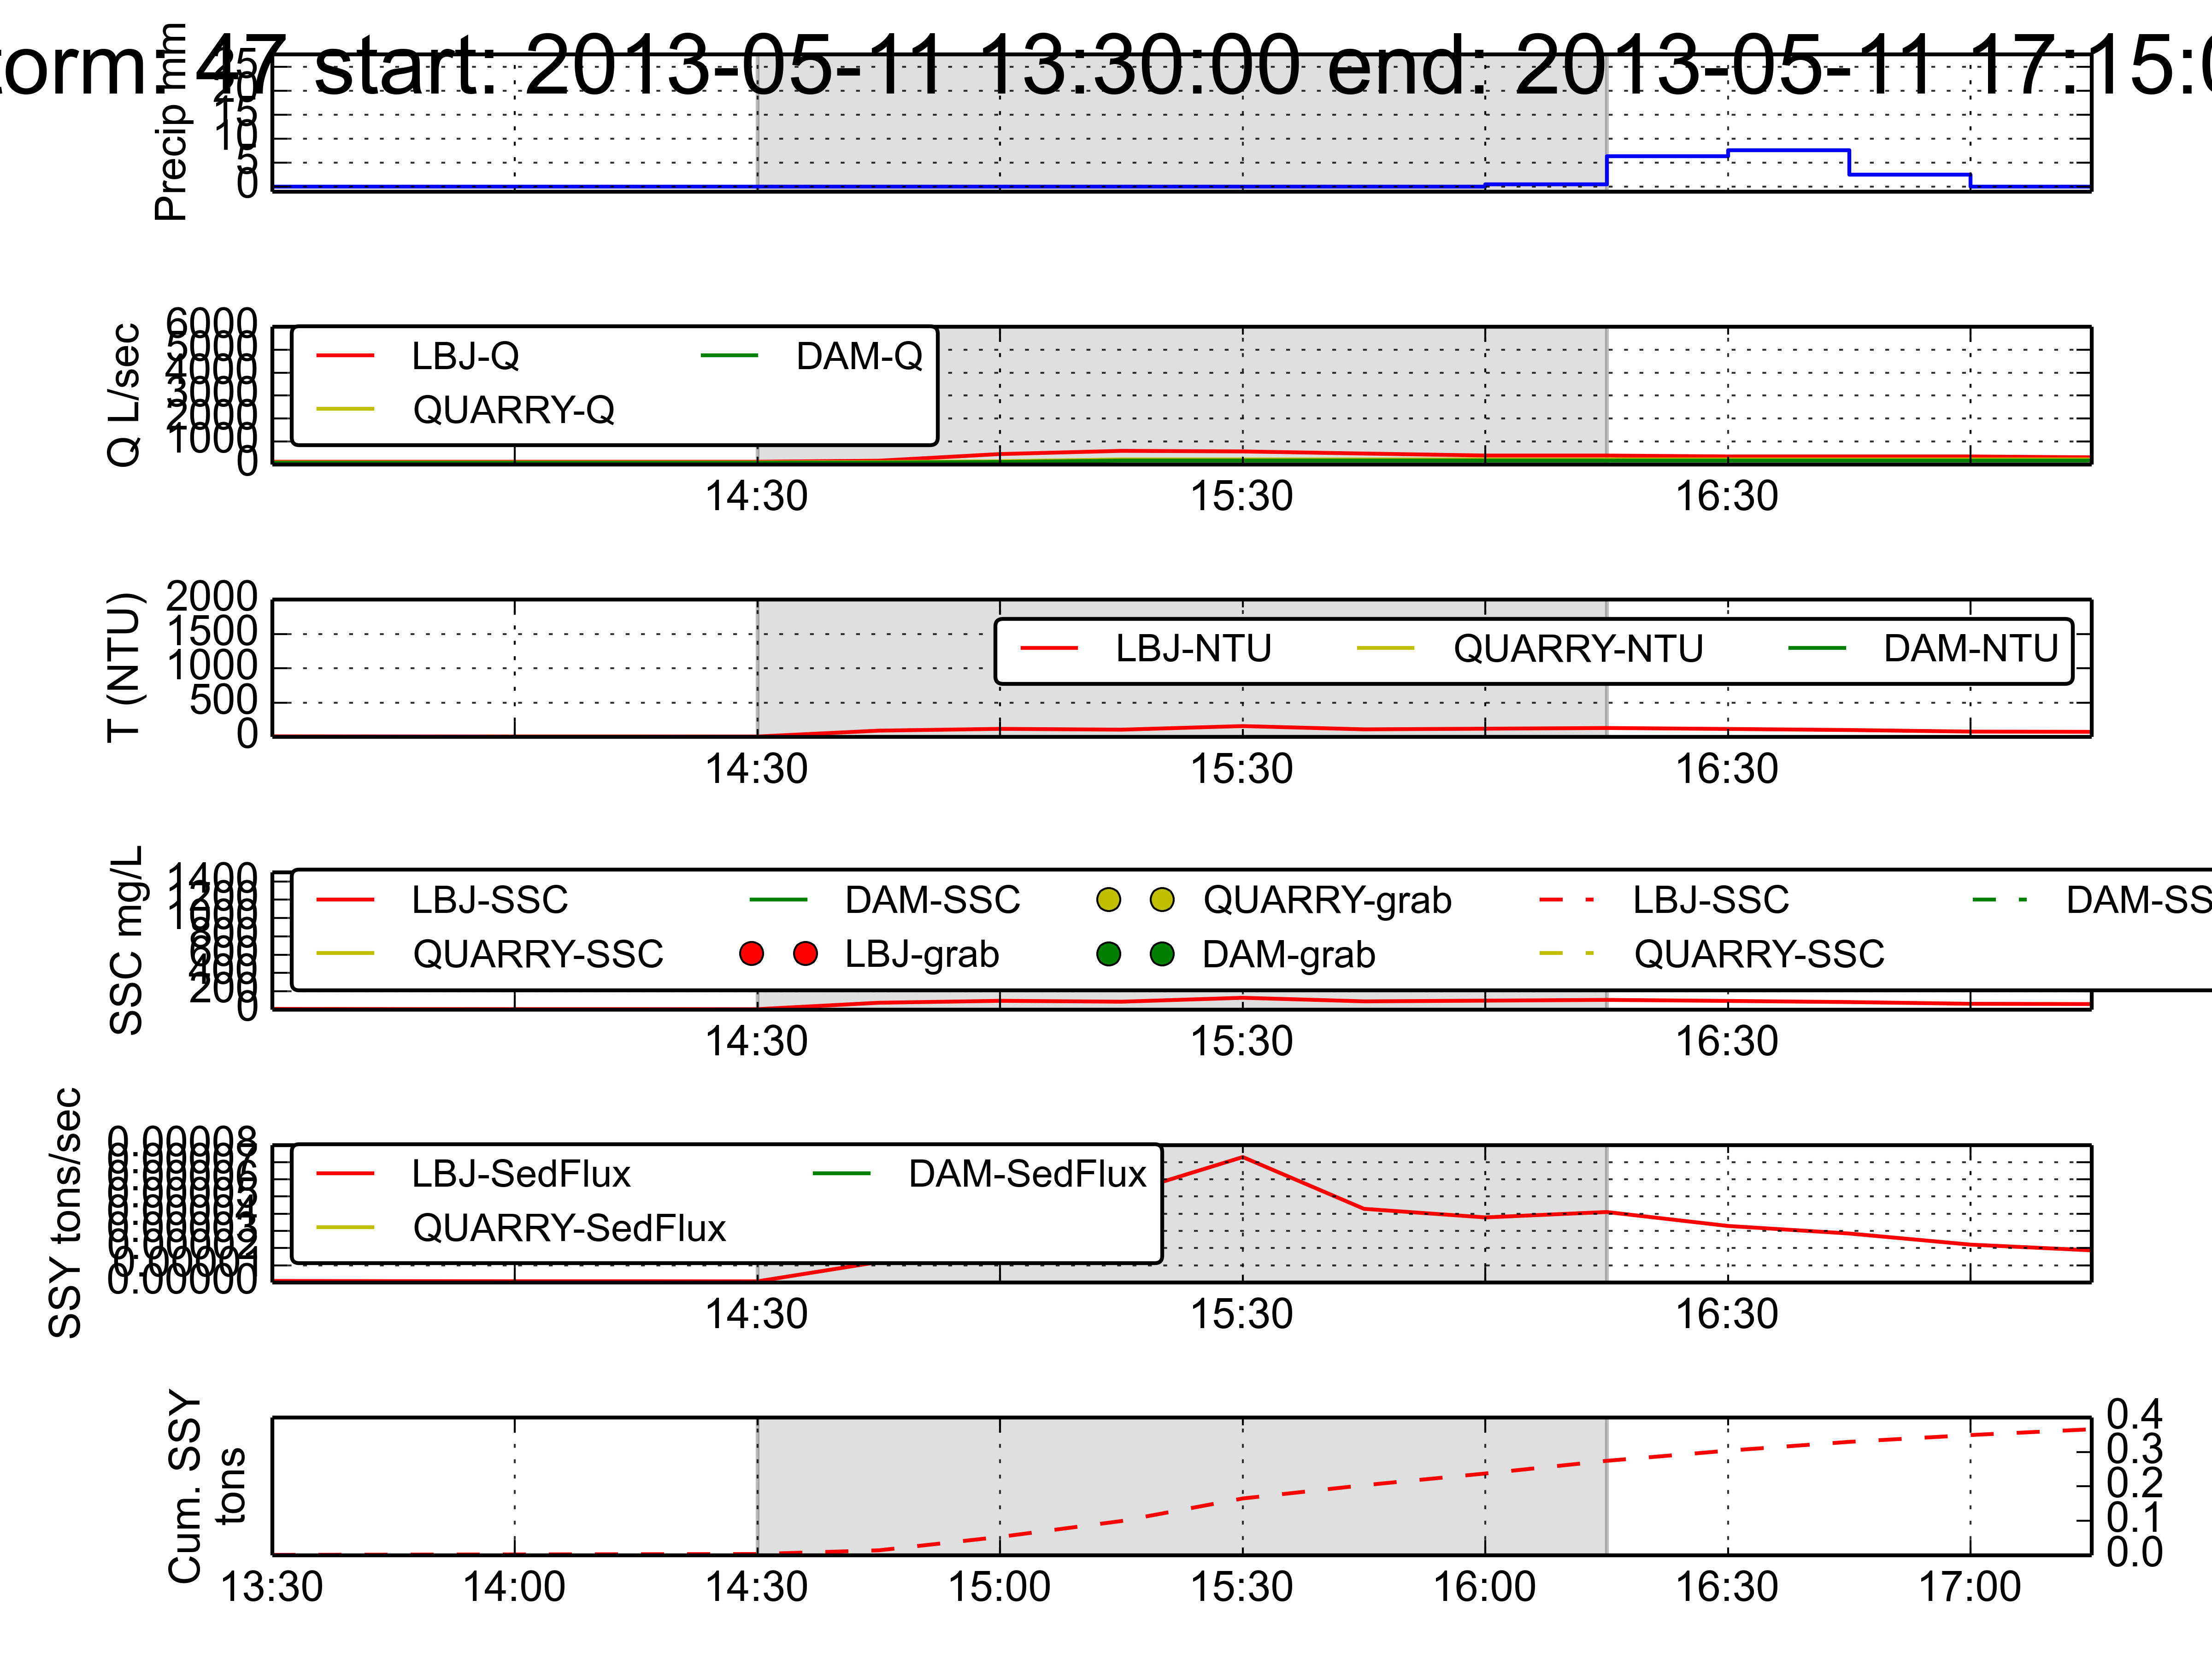 torm: 47 start: 2013-05-11 13:30:00 end: 2013-05-11 17:15:0
Precip mm
25
20
15
10
5
0
Q L/sec
6000
5000
4000
3000
2000
1000
0
LBJ-Q
DAM-Q
QUARRY-Q
14:30
15:30
16:30
T (NTU)
2000
1500
1000
500
0
LBJ-NTU
QUARRY-NTU
DAM-NTU
14:30
15:30
16:30
SSC mg/L
1400
1200
1000
800
600
400
200
0
LBJ-SSC
DAM-SSC
QUARRY-grab
LBJ-SSC
DAM-SS
QUARRY-SSC
LBJ-grab
DAM-grab
QUARRY-SSC
14:30
15:30
16:30
SSY tons/sec
0.00008
0.00007
0.00006
0.00005
0.00004
0.00003
0.00002
0.00001
0.00000
LBJ-SedFlux
DAM-SedFlux
QUARRY-SedFlux
14:30
15:30
16:30
Cum. SSY
tons
0.4
0.3
0.2
0.1
0.0
13:30
14:00
14:30
15:00
15:30
16:00
16:30
17:00